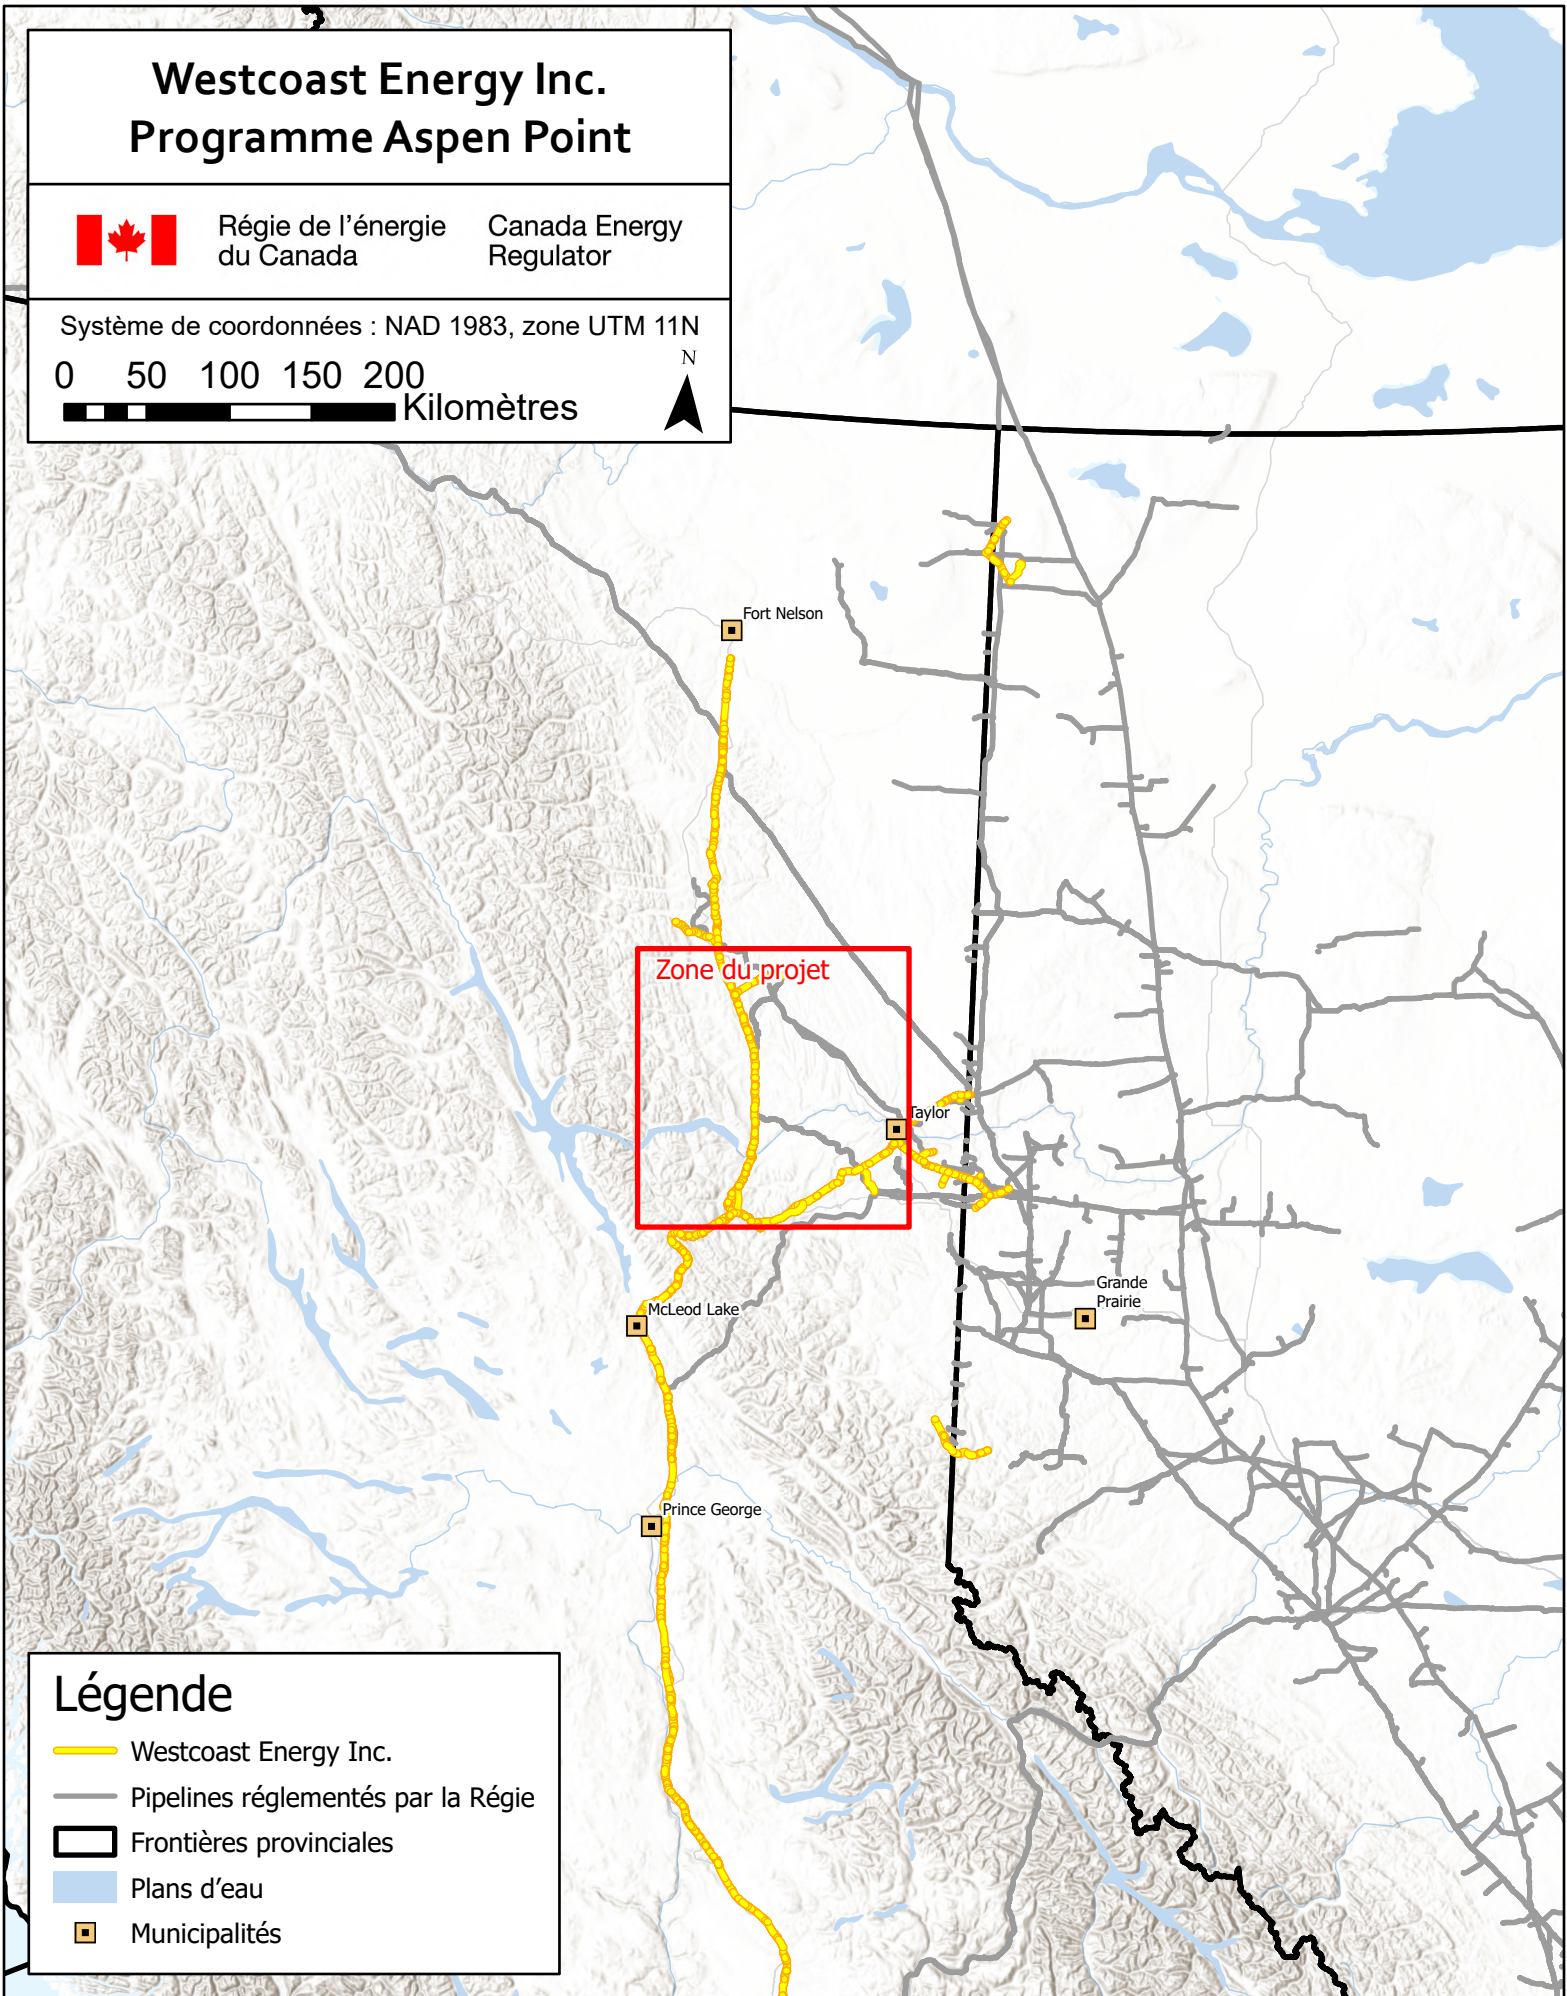 Westcoast Energy Inc.
Programme Aspen Point
Régie de l'énergie
du Canada
Canada Energy
Regulator
Système de coordonnées : NAD 1983, zone UTM 11N
0 50 100 150 200
Kilomètres
N
Fort Nelson
Zone du projet
Taylor
Grande
Prairie
McLeod Lake
Prince George
Légende
Westcoast Energy Inc.
Pipelines réglementés par la Régie
Frontières provinciales
Plans d'eau
Municipalités